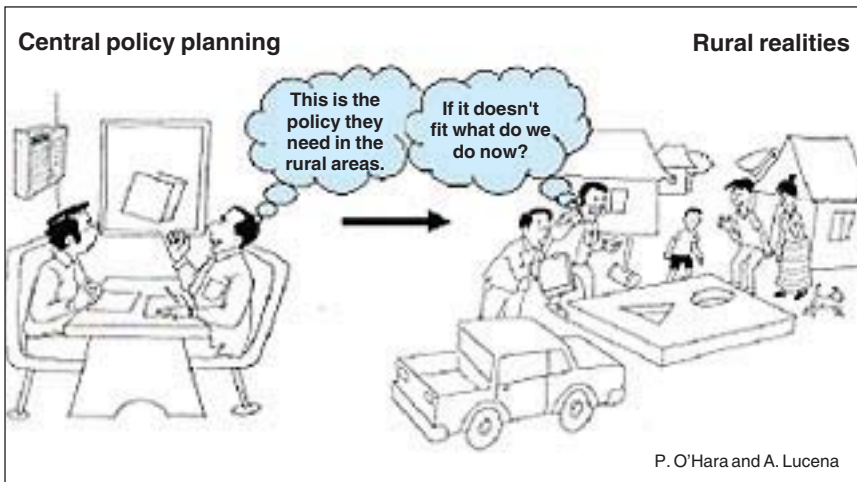 Central policy planning
Rural realities
This is the
policy they
need in the
rural areas.
If it doesn't
fit what do we
do now?
P. O'Hara and A. Lucena